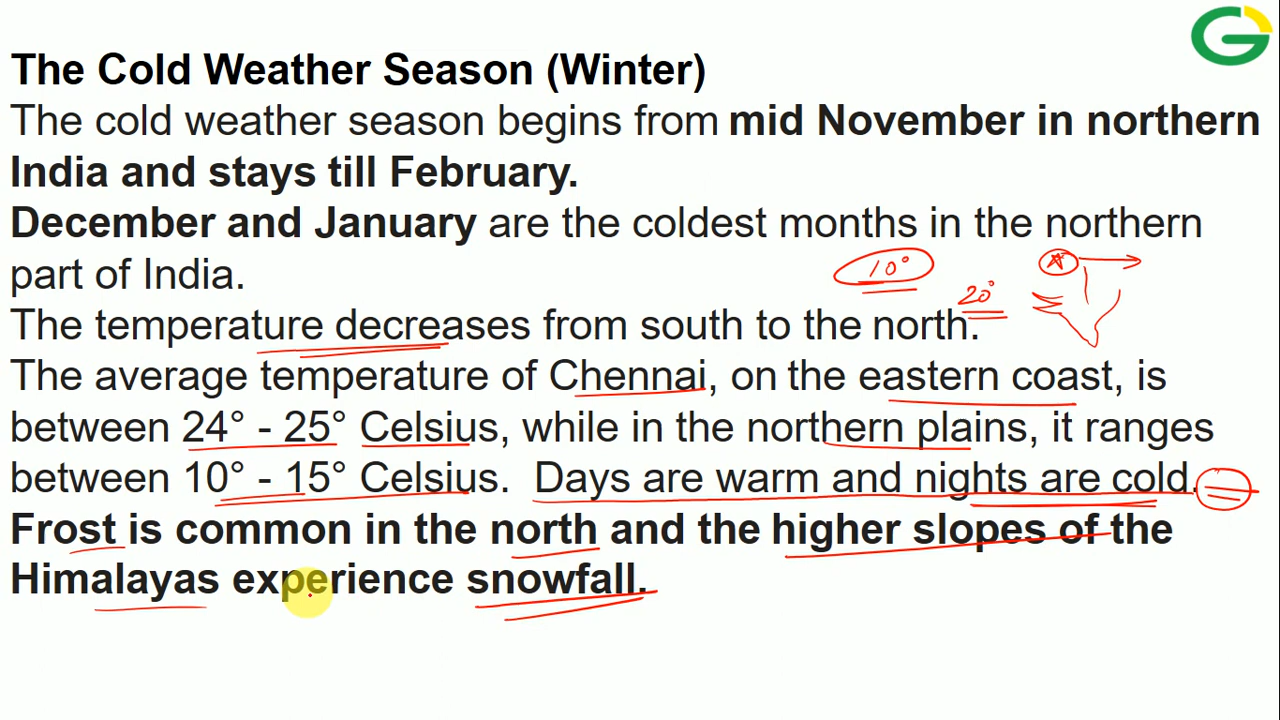 G
The Cold Weather Season (Winter)
The cold weather season begins from mid November in northern
India and stays till February.
December and January are the coldest months in the northern
part of India.
10°
20°
The temperature decreases from south to the north.
The average temperature of Chennai, on the eastern coast, is
between 24° - 25° Celsius, while in the northern plains, it ranges
between 10° - 15° Celsius. Days are warm and nights are cold.
Frost is common in the north and the higher slopes of the
Himalayas experience snowfall.